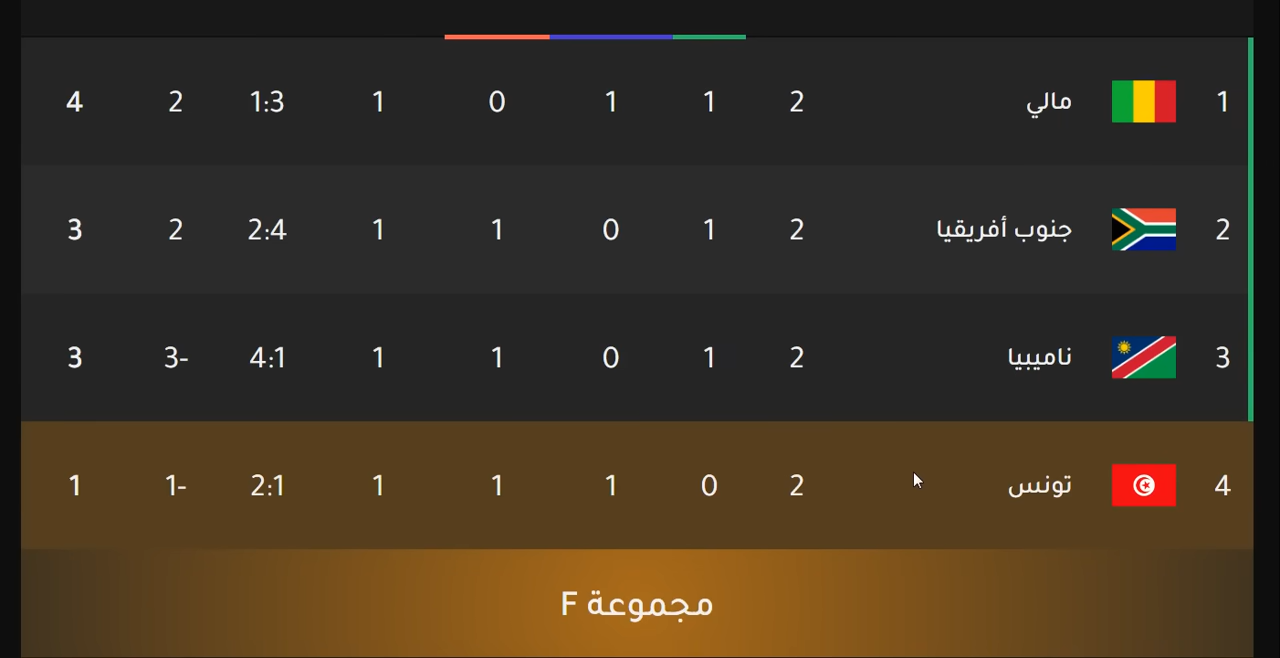 1 مالي 2 1 1 0 1 1:3 2 4
2 جنوب أفريقيا 2 1 0 1 1 2:4 2 3
3 ناميبيا 2 1 0 1 1 4:1 3- 3
4 تونس 2 0 1 1 1 2:1 1- 1
مجموعة F